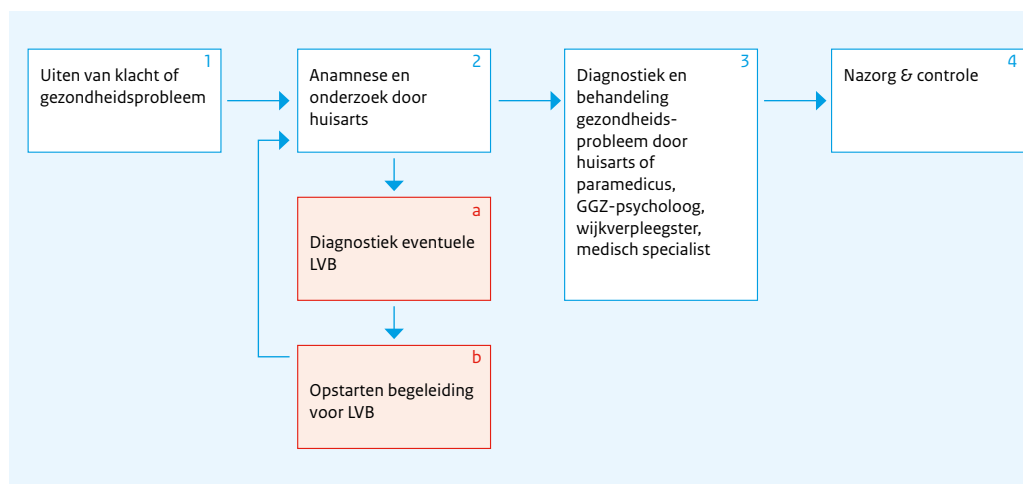 1
Uiten van klacht of
gezondheidsprobleem
2
Anamnese en
onderzoek door
huisarts
3
Diagnostiek en
behandeling
gezondheids-
probleem door
huisarts of
paramedicus,
GGZ-psycholoog,
wijkverpleegster,
medisch specialist
4
Nazorg & controle
a
Diagnostiek eventuele
LVB
b
Opstarten begeleiding
voor LVB